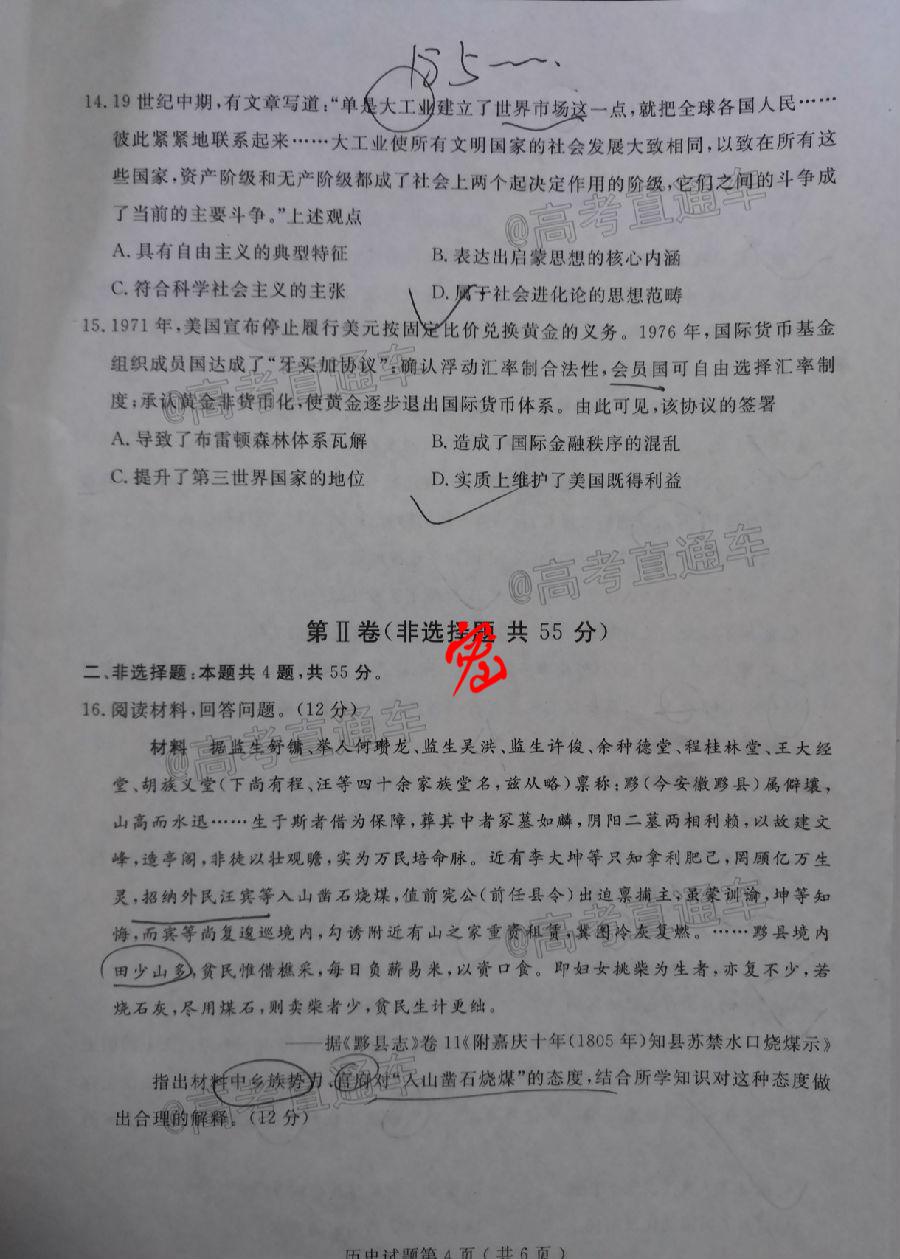 14. 19 世纪中期,有文章写道:“单是大工业建立了世界市场这一点,就把全球各国人民……
彼此紧紧地联系起来……大工业使所有文明国家的社会发展大致相同,以致在所有这
些国家,资产阶级和无产阶级都成了社会上两个起决定作用的阶级,它们之间的斗争成
了当前的主要斗争。”上述观点
@高考直通车
A. 具有自由主义的典型特征 B. 表达出启蒙思想的核心内涵
C. 符合科学社会主义的主张 D. 属于社会进化论的思想范畴
15. 1971 年,美国宣布停止履行美元按固定比价兑换黄金的义务。1976 年,国际货币基金
组织成员国达成了“牙买加协议”:确认浮动汇率制合法性,会员国可自由选择汇率制
@高考直通车
度;承认黄金非货币化,使黄金逐步退出国际货币体系。由此可见,该协议的签署
A. 导致了布雷顿森林体系瓦解 B. 造成了国际金融秩序的混乱
C. 提升了第三世界国家的地位 D. 实质上维护了美国既得利益
@高考直通车
第Ⅱ卷(非选择题 共 55 分)
二、非选择题:本题共 4 题,共 55 分。
16. 阅读材料,回答问题。(12 分)
@高考直通车
材料 据监生舒镛、举人何瓒龙、监生吴洪、监生许俊、余种德堂、程桂林堂、王大经
堂、胡族义堂(下尚有程、汪等四十余家族堂名,兹从略)禀称:黟(今安徽黟县)属僻壤,
山高而水迅……生于斯者借为保障,葬其中者冢墓如麟,阴阳二墓两相利赖,以故建文
峰,造亭阁,非徒以壮观瞻,实为万民培命脉。近有李大坤等只知拿利肥己,罔顾亿万生
灵,招纳外民汪宾等入山凿石烧煤,值前宪公(前任县令)出迫禀捕主,虽蒙训谕,坤等知
@高考直通车
悔,而宾等尚复逡巡境内,勾诱附近有山之家重资租赁,冀图冷灰复燃。……黟县境内
田少山多,贫民惟借樵采,每日负薪易米,以资口食。即妇女挑柴为生者,亦复不少,若
烧石灰,尽用煤石,则卖柴者少,贫民生计更绌。
——据《黟县志》卷 11《附嘉庆十年(1805 年)知县苏禁水口烧煤示》
@高考直通车
指出材料中乡族势力、官府对“入山凿石烧煤”的态度,结合所学知识对这种态度做
出合理的解释。(12 分)
历史试题第 4 页(共 6 页)